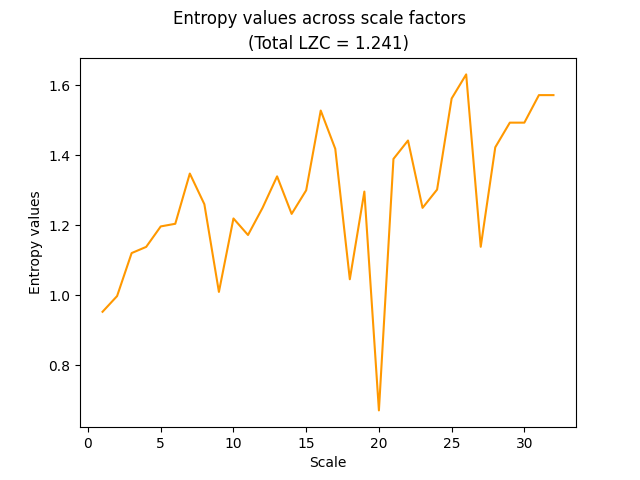 Entropy values across scale factors
(Total LZC = 1.241)
1.6
1.4
1.2
1.0
0.8
Entropy values
0 5 10 15 20 25 30
Scale